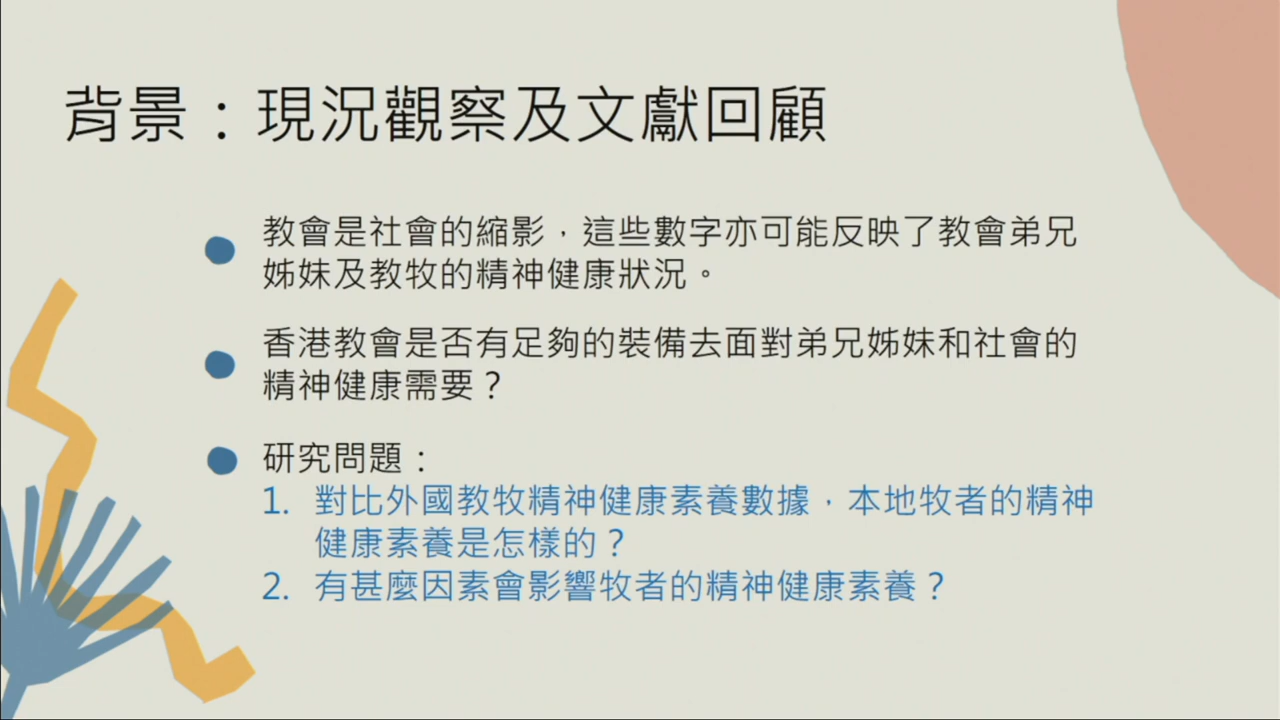 背景：現況觀察及文獻回顧
教會是社會的縮影，這些數字亦可能反映了教會弟兄
姊妹及教牧的精神健康狀況。
香港教會是否有足夠的裝備去面對弟兄姊妹和社會的
精神健康需要？
研究問題：
1. 對比外國教牧精神健康素養數據，本地牧者的精神
健康素養是怎樣的？
2. 有甚麼因素會影響牧者的精神健康素養？